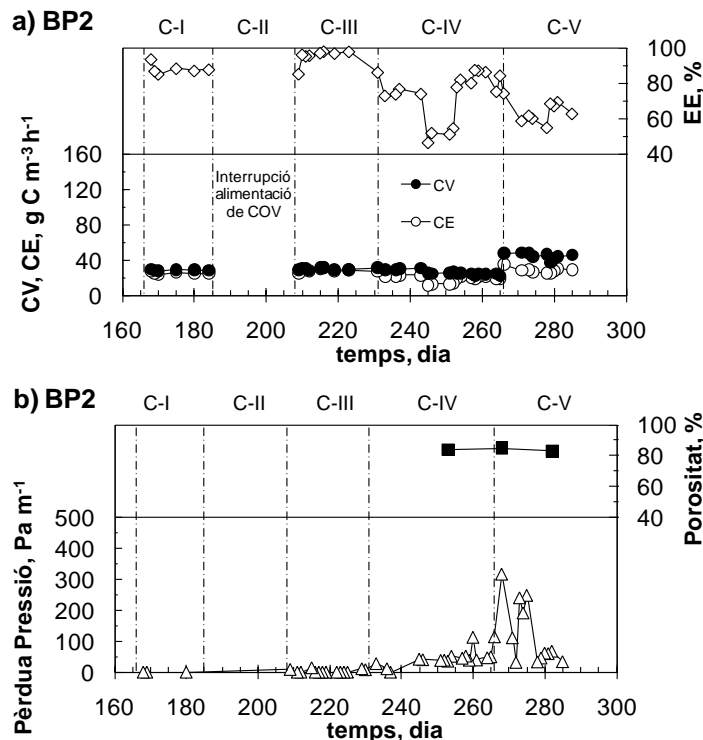 a) BP2
C-I C-II C-III C-IV C-V
100
80
60
40
EE, %
160
120
80
40
0
CV, CE, g C m-3 h-1
Interrupció
alimentació
de COV
CV
CE
160 180 200 220 240 260 280 300
temps, dia
b) BP2
C-I C-II C-III C-IV C-V
100
80
60
40
Porositat, %
500
400
300
200
100
0
Pèrdua Pressió, Pa m-1
160 180 200 220 240 260 280 300
temps, dia